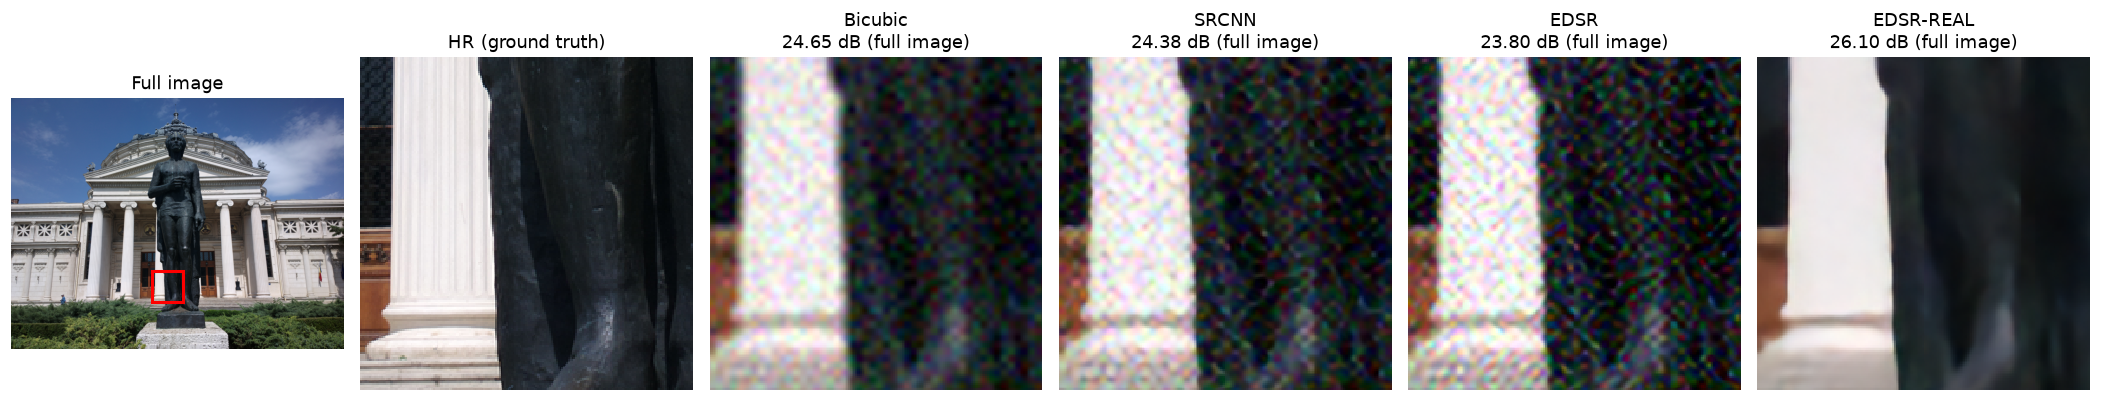 Full image
HR (ground truth)
Bicubic
24.65 dB (full image)
SRCNN
24.38 dB (full image)
EDSR
23.80 dB (full image)
EDSR-REAL
26.10 dB (full image)